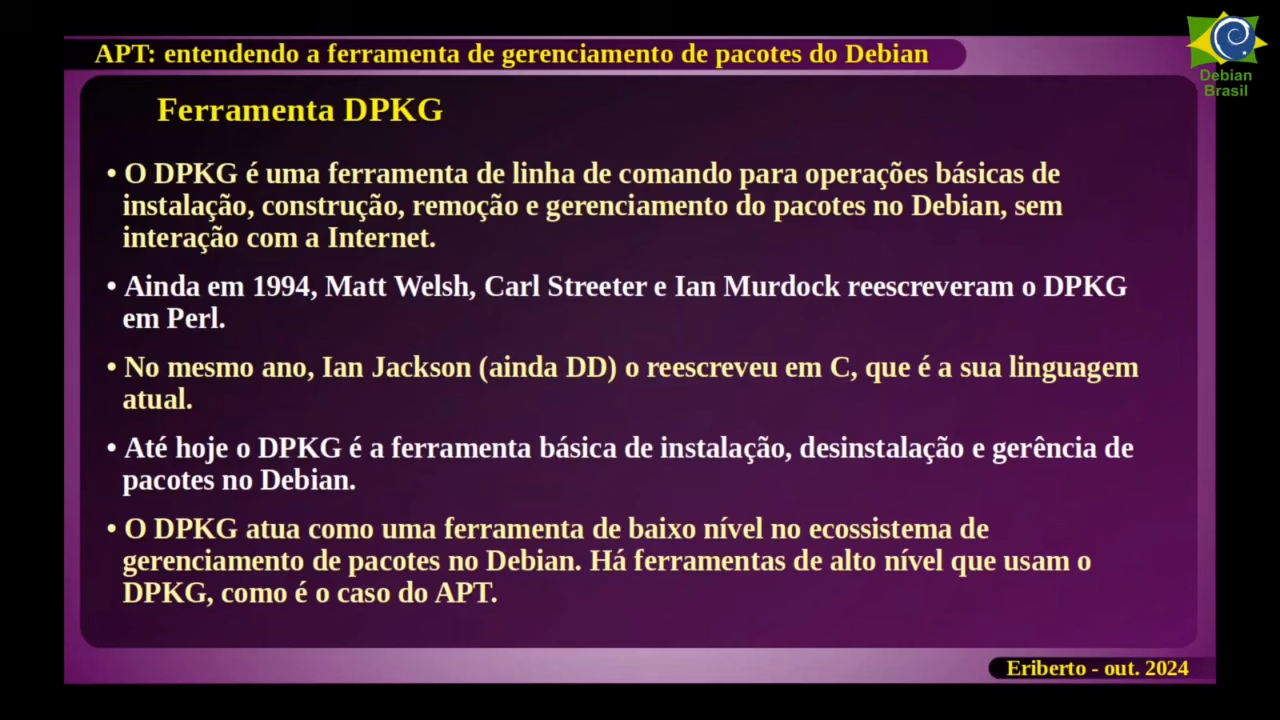 APT: entendendo a ferramenta de gerenciamento de pacotes do Debian
Debian
Brasil
Ferramenta DPKG
• O DPKG é uma ferramenta de linha de comando para operações básicas de
instalação, construção, remoção e gerenciamento do pacotes no Debian, sem
interação com a Internet.
• Ainda em 1994, Matt Welsh, Carl Streeter e Ian Murdock reescreveram o DPKG
em Perl.
• No mesmo ano, Ian Jackson (ainda DD) o reescreveu em C, que é a sua linguagem
atual.
• Até hoje o DPKG é a ferramenta básica de instalação, desinstalação e gerência de
pacotes no Debian.
• O DPKG atua como uma ferramenta de baixo nível no ecossistema de
gerenciamento de pacotes no Debian. Há ferramentas de alto nível que usam o
DPKG, como é o caso do APT.
Eriberto - out. 2024